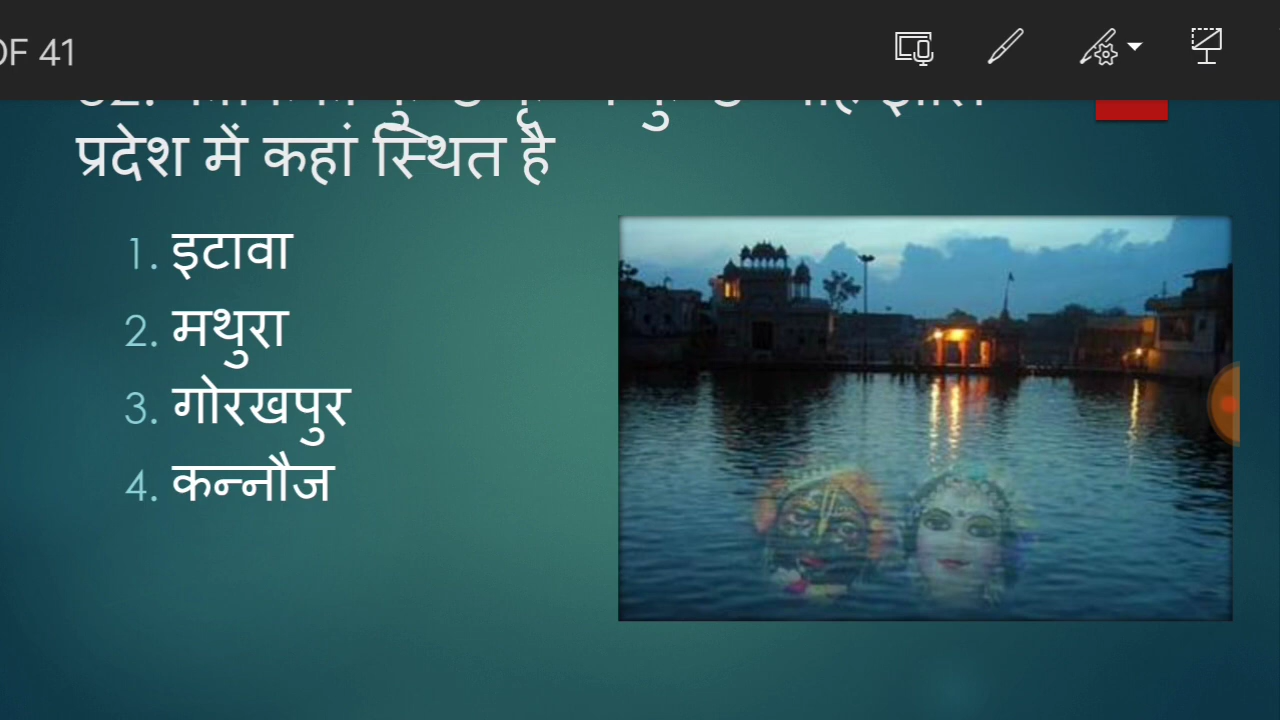 OF 41
प्रदेश में कहां स्थित है
1. इटावा
2. मथुरा
3. गोरखपुर
4. कन्नौज